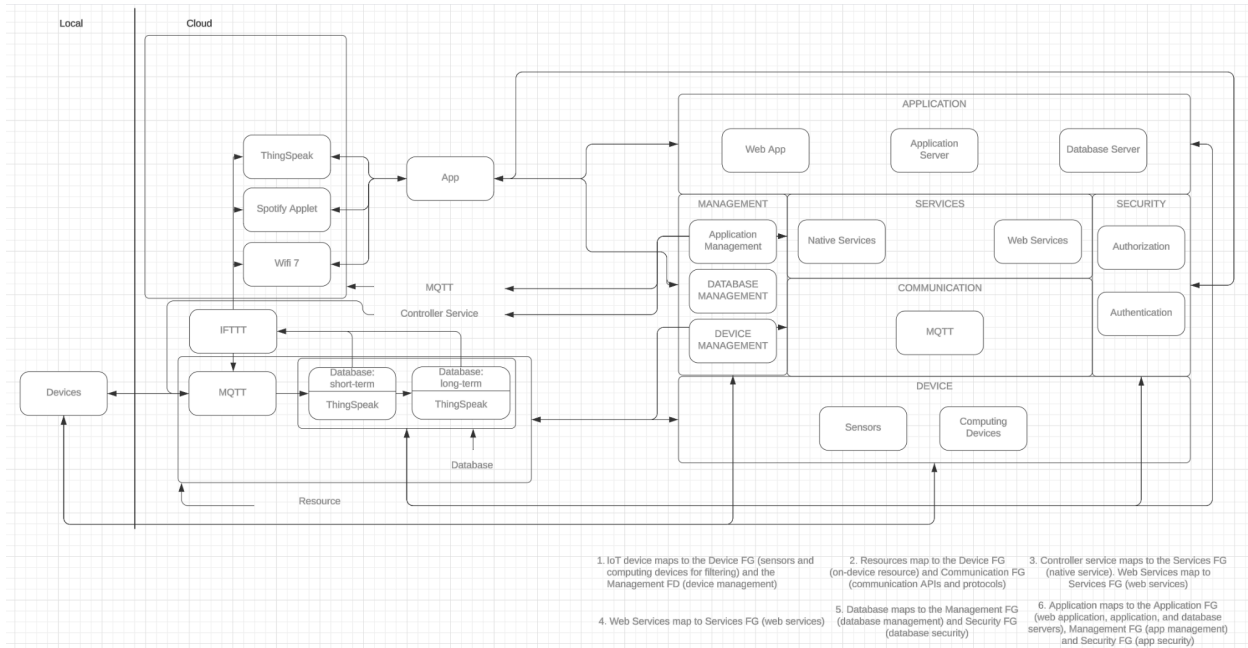 Local
Cloud
ThingSpeak
Spotify Applet
Wifi 7
App
MQTT
Controller Service
IFTTT
Devices
MQTT
Database:
short-term
ThingSpeak
Database:
long-term
ThingSpeak
Database
Resource
APPLICATION
Web App
Application
Server
Database Server
MANAGEMENT
Application
Management
DATABASE
MANAGEMENT
DEVICE
MANAGEMENT
SERVICES
Native Services
Web Services
COMMUNICATION
MQTT
SECURITY
Authorization
Authentication
DEVICE
Sensors
Computing
Devices
1. IoT device maps to the Device FG (sensors and
computing devices for filtering) and the
Management FD (device management)
2. Resources map to the Device FG
(on-device resource) and Communication FG
(communication APIs and protocols)
3. Controller service maps to the Services FG
(native service). Web Services map to
Services FG (web services)
4. Web Services map to Services FG (web services)
5. Database maps to the Management FG
(database management) and Security FG
(database security)
6. Application maps to the Application FG
(web application, application, and database
servers), Management FG (app management)
and Security FG (app security)